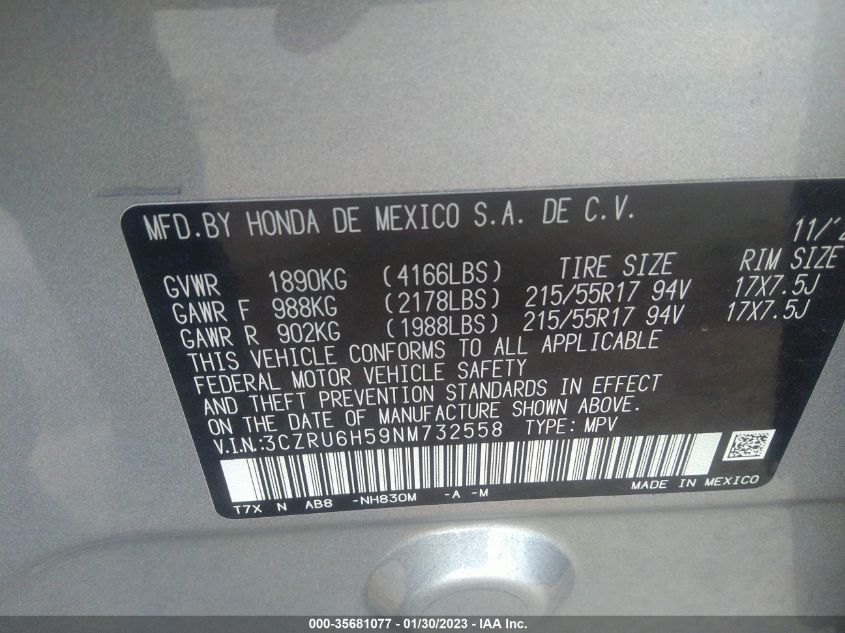 MFD.BY HONDA DE MEXICO S.A. DE C.V.
11/'2
GVWR 1890KG (4166LBS) TIRE SIZE RIM SIZE
GAWR F 988KG (2178LBS) 215/55R17 94V 17X7.5J
GAWR R 902KG (1988LBS) 215/55R17 94V 17X7.5J
THIS VEHICLE CONFORMS TO ALL APPLICABLE
FEDERAL MOTOR VEHICLE SAFETY
AND THEFT PREVENTION STANDARDS IN EFFECT
ON THE DATE OF MANUFACTURE SHOWN ABOVE.
V.I.N.:3CZRU6H59NM732558 TYPE: MPV
T7X N AB8 -NH830M -A -M
MADE IN MEXICO
000-35681077 — 01/30/2023 — IAA Inc.